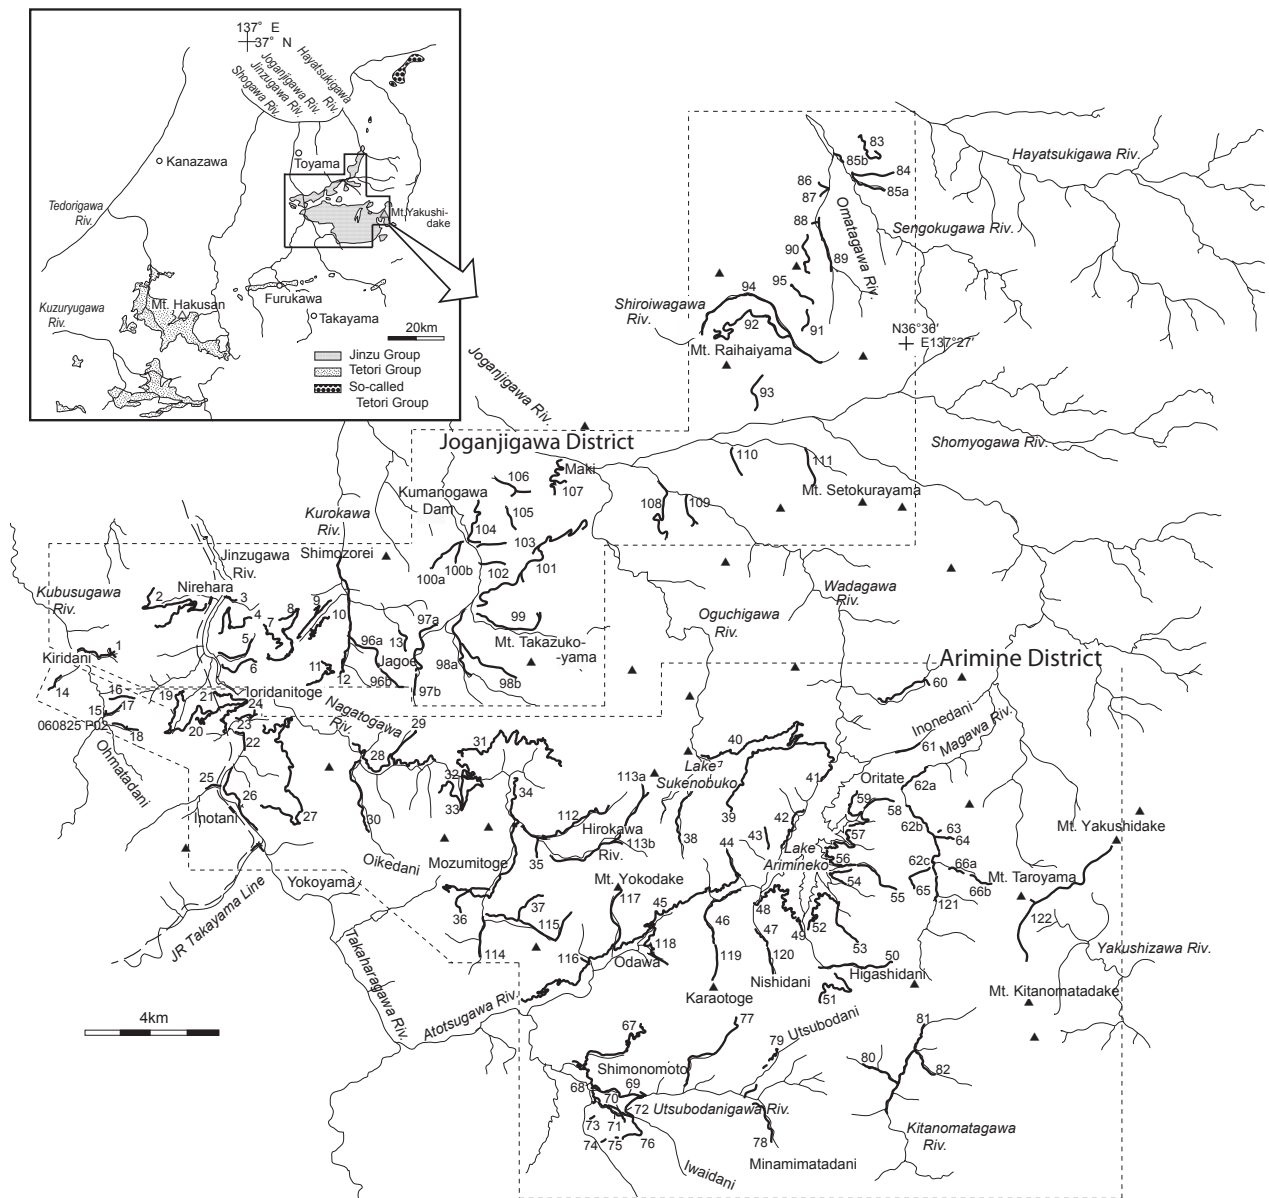 137° E
37° N
Hayatsukigawa
Riv.
Joganjigawa Riv.
Jinzugawa Riv.
Shogawa Riv.
Kanazawa
Toyama
Tedorigawa
Riv.
Mt.Yakushi-
dake
Mt. Hakusan
Furukawa
Kuzuryugawa
Riv.
Takayama
20km
Jinzu Group
Tetori Group
So-called
Tetori Group
83
85b
84
85a
86
87
88
Hayatsukigawa Riv.
Omatagawa Riv.
Sengokugawa Riv.
90
89
95
94
Shiroiwagawa
Riv.
92
91
N36°36′
E137°27′
Mt. Raihaiyama
93
Joganjigawa Riv.
Joganjigawa District
Shomyogawa Riv.
110
111
Maki
106
107
Mt. Setokurayama
Kumanogawa
Dam
108
109
105
104
Kurokawa
Riv.
Shimozorei
103
Jinzugawa
Riv.
100a
100b
102
101
Nirehara
Kubusugawa
Riv.
Wadagawa
Riv.
2
3
4
7
8
9
10
97a
99
Oguchigawa
Riv.
1
5
6
96a
13
Jagoe
Mt. Takazuko-
-yama
Kiridani
11
12
96b
98a
98b
97b
Arimine District
14
16
17
15
060825 P02
18
19
21
Ioridanitoge
24
20
23
22
Nagatogawa
Riv.
29
60
Inonedani
Magawa Riv.
61
Ohmatadani
28
31
40
Lake
Sukenobuko
41
Oritate
62a
25
26
Inotani
27
30
32
33
34
113a
112
Hirokawa
Riv.
113b
35
39
38
42
43
59
58
57
62b
63
64
Mt. Yakushidake
Oikedani
Mozumitoge
44
Lake
Arimineko
56
54
55
62c
65
66a
66b
Mt. Taroyama
Yokoyama
JR Takayama Line
Mt. Yokodake
117
36
37
115
45
46
48
47
49
52
53
121
122
Yakushizawa Riv.
Takaharagawa Riv.
114
116
118
Odawa
119
Karaotoge
120
Nishidani
50
Higashidani
51
Mt. Kitanomatadake
4km
Atotsugawa Riv.
67
77
Utsubodani
79
81
80
82
Shimonomoto
68
69
70
72
Utsubodanigawa Riv.
73
71
74
75
76
78
Minamimatadani
Kitanomatagawa
Riv.
Iwaidani